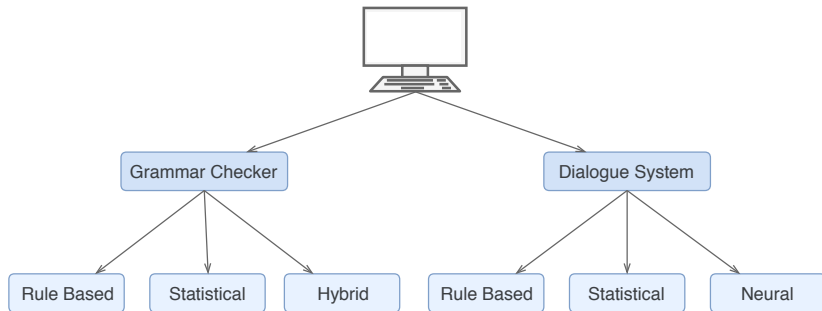 Grammar Checker
Dialogue System
Rule Based
Statistical
Hybrid
Rule Based
Statistical
Neural